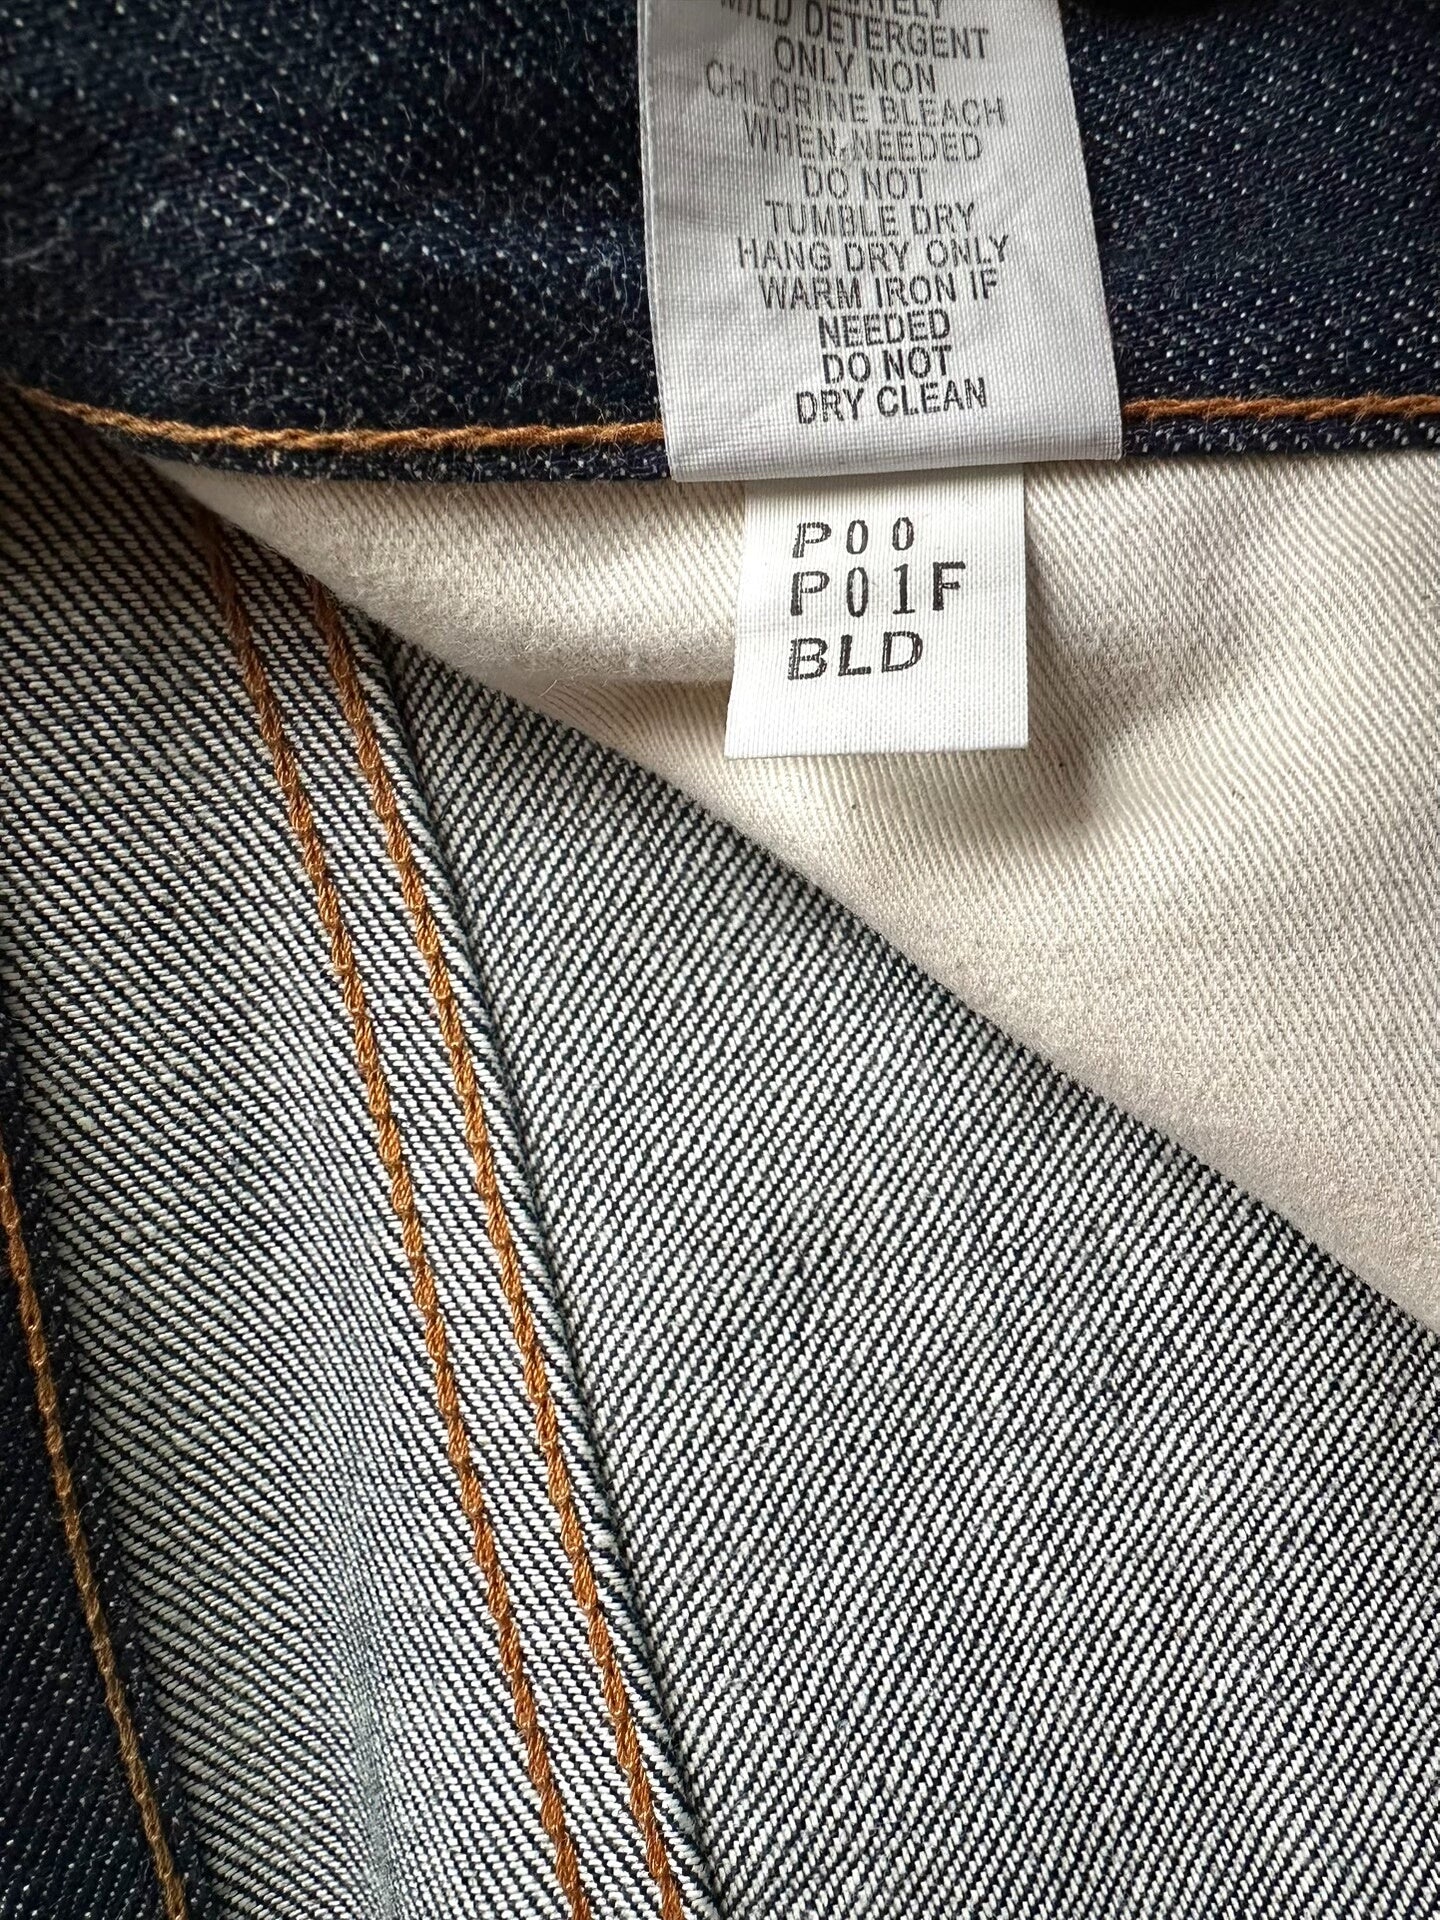 MILD DETERGENT
ONLY NON
CHLORINE BLEACH
WHEN NEEDED
DO NOT
TUMBLE DRY
HANG DRY ONLY
WARM IRON IF
NEEDED
DO NOT
DRY CLEAN
P00
P01F
BLD